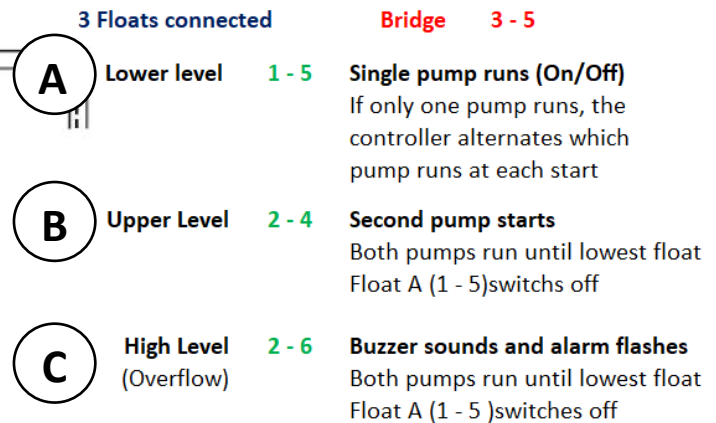 3 Floats connected Bridge 3 - 5
A Lower level 1 - 5 Single pump runs (On/Off)
If only one pump runs, the
controller alternates which
pump runs at each start
B Upper Level 2 - 4 Second pump starts
Both pumps run until lowest float
Float A (1 - 5)switchs off
C High Level 2 - 6 Buzzer sounds and alarm flashes
(Overflow) Both pumps run until lowest float
Float A (1 - 5 )switches off